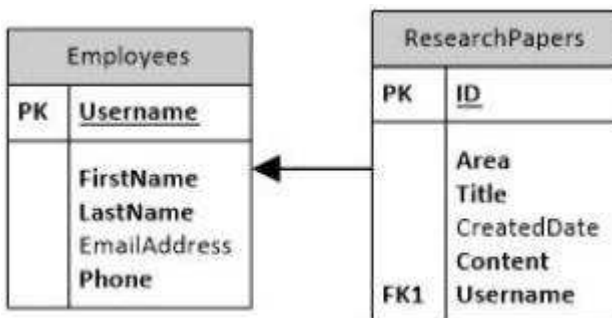 Employees
PK Username
FirstName
LastName
EmailAddress
Phone
ResearchPapers
PK ID
Area
Title
CreatedDate
Content
FK1 Username